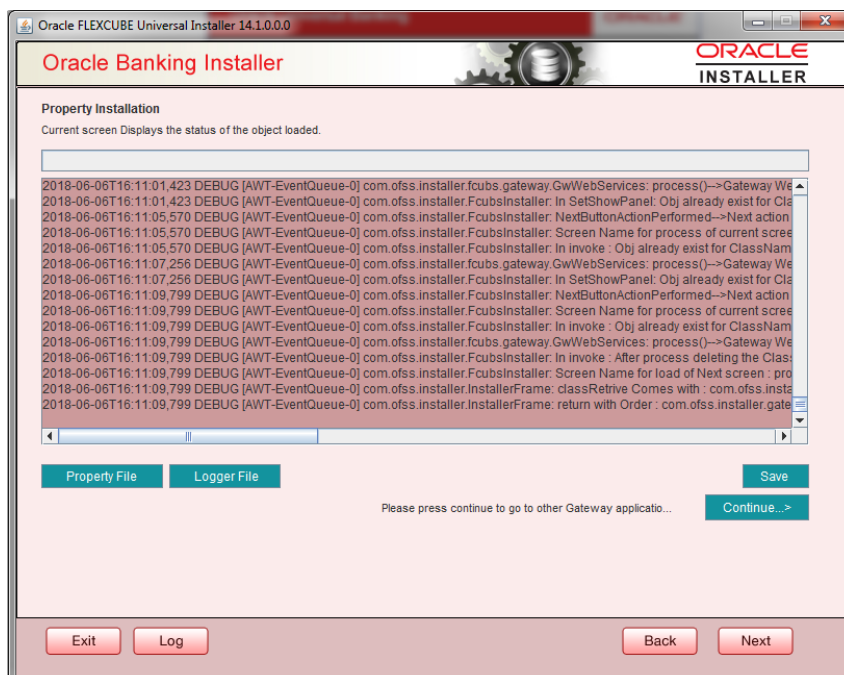 Oracle FLEXCUBE Universal Installer 14.1.0.0.0
Oracle Banking Installer
ORACLE
INSTALLER
Property Installation
Current screen Displays the status of the object loaded.
2018-06-06T16:11:01,423 DEBUG [AWT-EventQueue-0] com.ofss.installer.fcubs.gateway.GwWebServices: process()-->Gateway We
2018-06-06T16:11:01,423 DEBUG [AWT-EventQueue-0] com.ofss.installer.FcubsInstaller: In SetShowPanel: Obj already exist for Cla
2018-06-06T16:11:05,570 DEBUG [AWT-EventQueue-0] com.ofss.installer.FcubsInstaller: NextButtonActionPerformed-->Next action
2018-06-06T16:11:05,570 DEBUG [AWT-EventQueue-0] com.ofss.installer.FcubsInstaller: Screen Name for process of current scree
2018-06-06T16:11:05,570 DEBUG [AWT-EventQueue-0] com.ofss.installer.FcubsInstaller: In invoke : Obj already exist for ClassNam
2018-06-06T16:11:07,256 DEBUG [AWT-EventQueue-0] com.ofss.installer.fcubs.gateway.GwWebServices: process()-->Gateway We
2018-06-06T16:11:07,256 DEBUG [AWT-EventQueue-0] com.ofss.installer.FcubsInstaller: In SetShowPanel: Obj already exist for Cla
2018-06-06T16:11:09,799 DEBUG [AWT-EventQueue-0] com.ofss.installer.FcubsInstaller: NextButtonActionPerformed-->Next action
2018-06-06T16:11:09,799 DEBUG [AWT-EventQueue-0] com.ofss.installer.FcubsInstaller: Screen Name for process of current scree
2018-06-06T16:11:09,799 DEBUG [AWT-EventQueue-0] com.ofss.installer.FcubsInstaller: In invoke : Obj already exist for ClassNam
2018-06-06T16:11:09,799 DEBUG [AWT-EventQueue-0] com.ofss.installer.fcubs.gateway.GwWebServices: process()-->Gateway We
2018-06-06T16:11:09,799 DEBUG [AWT-EventQueue-0] com.ofss.installer.FcubsInstaller: In invoke : After process deleting the Clas
2018-06-06T16:11:09,799 DEBUG [AWT-EventQueue-0] com.ofss.installer.FcubsInstaller: Screen Name for load of Next screen : pro
2018-06-06T16:11:09,799 DEBUG [AWT-EventQueue-0] com.ofss.installer.InstallerFrame: classRetrive Comes with : com.ofss.insta
2018-06-06T16:11:09,799 DEBUG [AWT-EventQueue-0] com.ofss.installer.InstallerFrame: return with Order : com.ofss.installer.gate
Property File Logger File Save
Please press continue to go to other Gateway applicatio... Continue...>
Exit Log Back Next